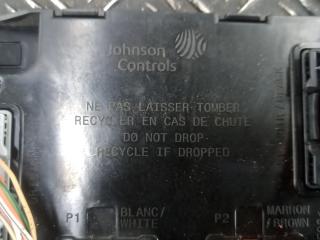 Johnson
Controls
NE PAS LAISSER TOMBER
RECYCLER EN CAS DE CHUTE
DO NOT DROP-
RECYCLE IF DROPPED
P1 BLANC/
WHITE
P2 MARRON
/ BROWN